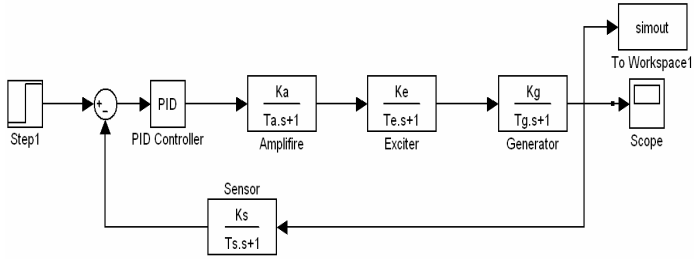 simout
To Workspace1
+
-
PID
Ka
Ta.s+1
Ke
Te.s+1
Kg
Tg.s+1
Step1
PID Controller
Amplifire
Exciter
Generator
Scope
Sensor
Ks
Ts.s+1